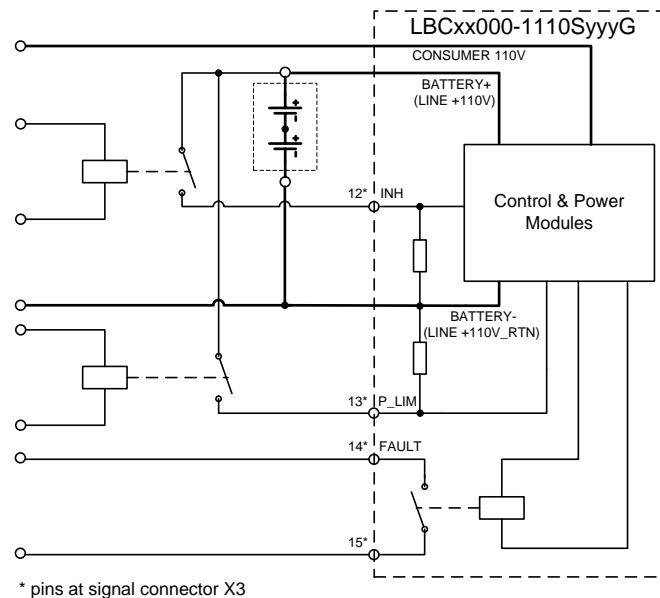 LBCxx000-1110SyyyG
CONSUMER 110V
BATTERY+
(LINE +110V)
12* INH
Control & Power
Modules
BATTERY-
(LINE +110V_RTN)
13* P_LIM
14* FAULT
15*
* pins at signal connector X3